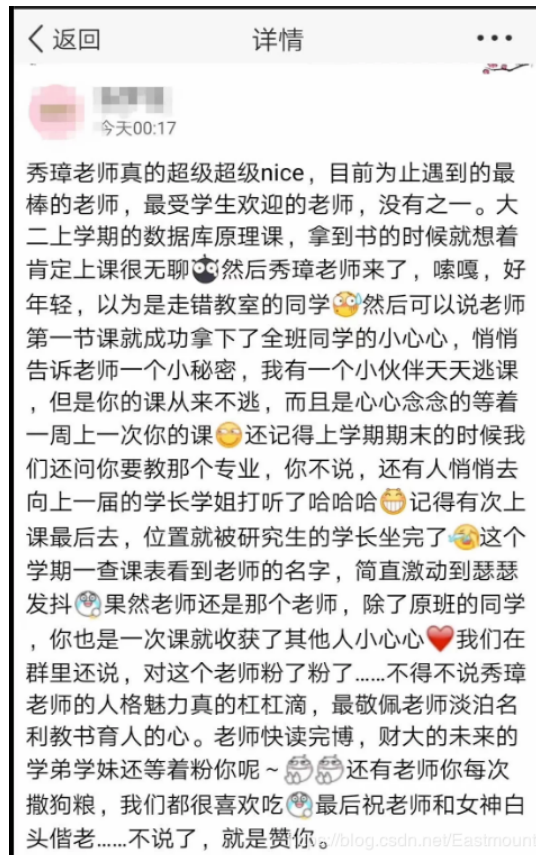 返回
详情
今天00:17
秀璋老师真的超级超级nice，目前为止遇到的最
棒的老师，最受学生欢迎的老师，没有之一。大
二上学期的数据库原理课，拿到书的时候就想着
肯定上课很无聊然后秀璋老师来了，嗦嘎，好
年轻，以为是走错教室的同学然后可以说老师
第一节课就成功拿下了全班同学的小心心，悄悄
告诉老师一个小秘密，我有一个小伙伴天天逃课
，但是你的课从来不逃，而且是心心念念的等着
一周上一次你的课还记得上学期期末的时候我
们还问你要教那个专业，你不说，还有人悄悄去
向上一届的学长学姐打听了哈哈哈记得有次上
课最后去，位置就被研究生的学长坐完了这个
学期一查课表看到老师的名字，简直激动到瑟瑟
发抖果然老师还是那个老师，除了原班的同学
，你也是一次课就收获了其他人小心心❤️我们在
群里还说，对这个老师粉了粉了……不得不说秀璋
老师的人格魅力真的杠杠滴，最敬佩老师淡泊名
利教书育人的心。老师快读完博，财大的未来的
学弟学妹还等着粉你呢～还有老师你每次
撒狗粮，我们都很喜欢吃最后祝老师和女神白
头偕老……不说了，就是赞你。
https://blog.csdn.net/Eastmount